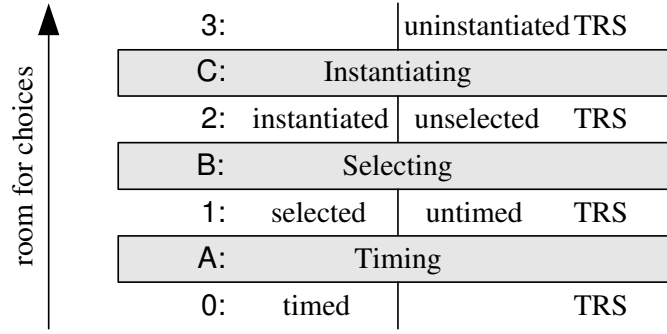 3: uninstantiated TRS
C: Instantiating
2: instantiated unselected TRS
B: Selecting
1: selected untimed TRS
A: Timing
0: timed TRS
room for choices